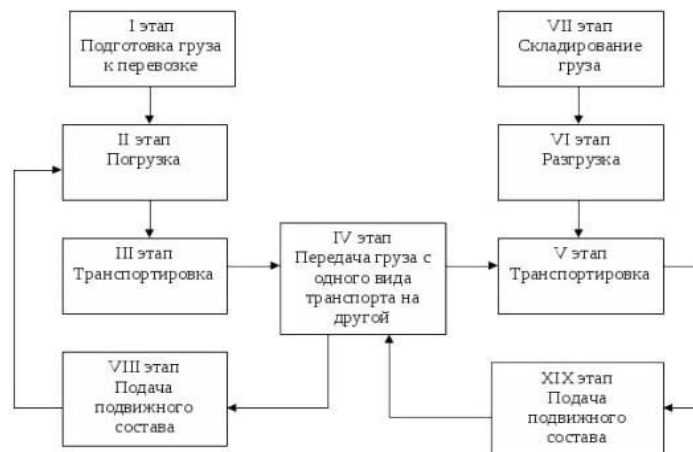 I этап
Подготовка груза
к перевозке
VII этап
Складирование
груза
II этап
Погрузка
VI этап
Разгрузка
III этап
Транспортировка
IV этап
Передача груза с
одного вида
транспорта на
другой
V этап
Транспортировка
VIII этап
Подача
подвижного
состава
XIX этап
Подача
подвижного
состава